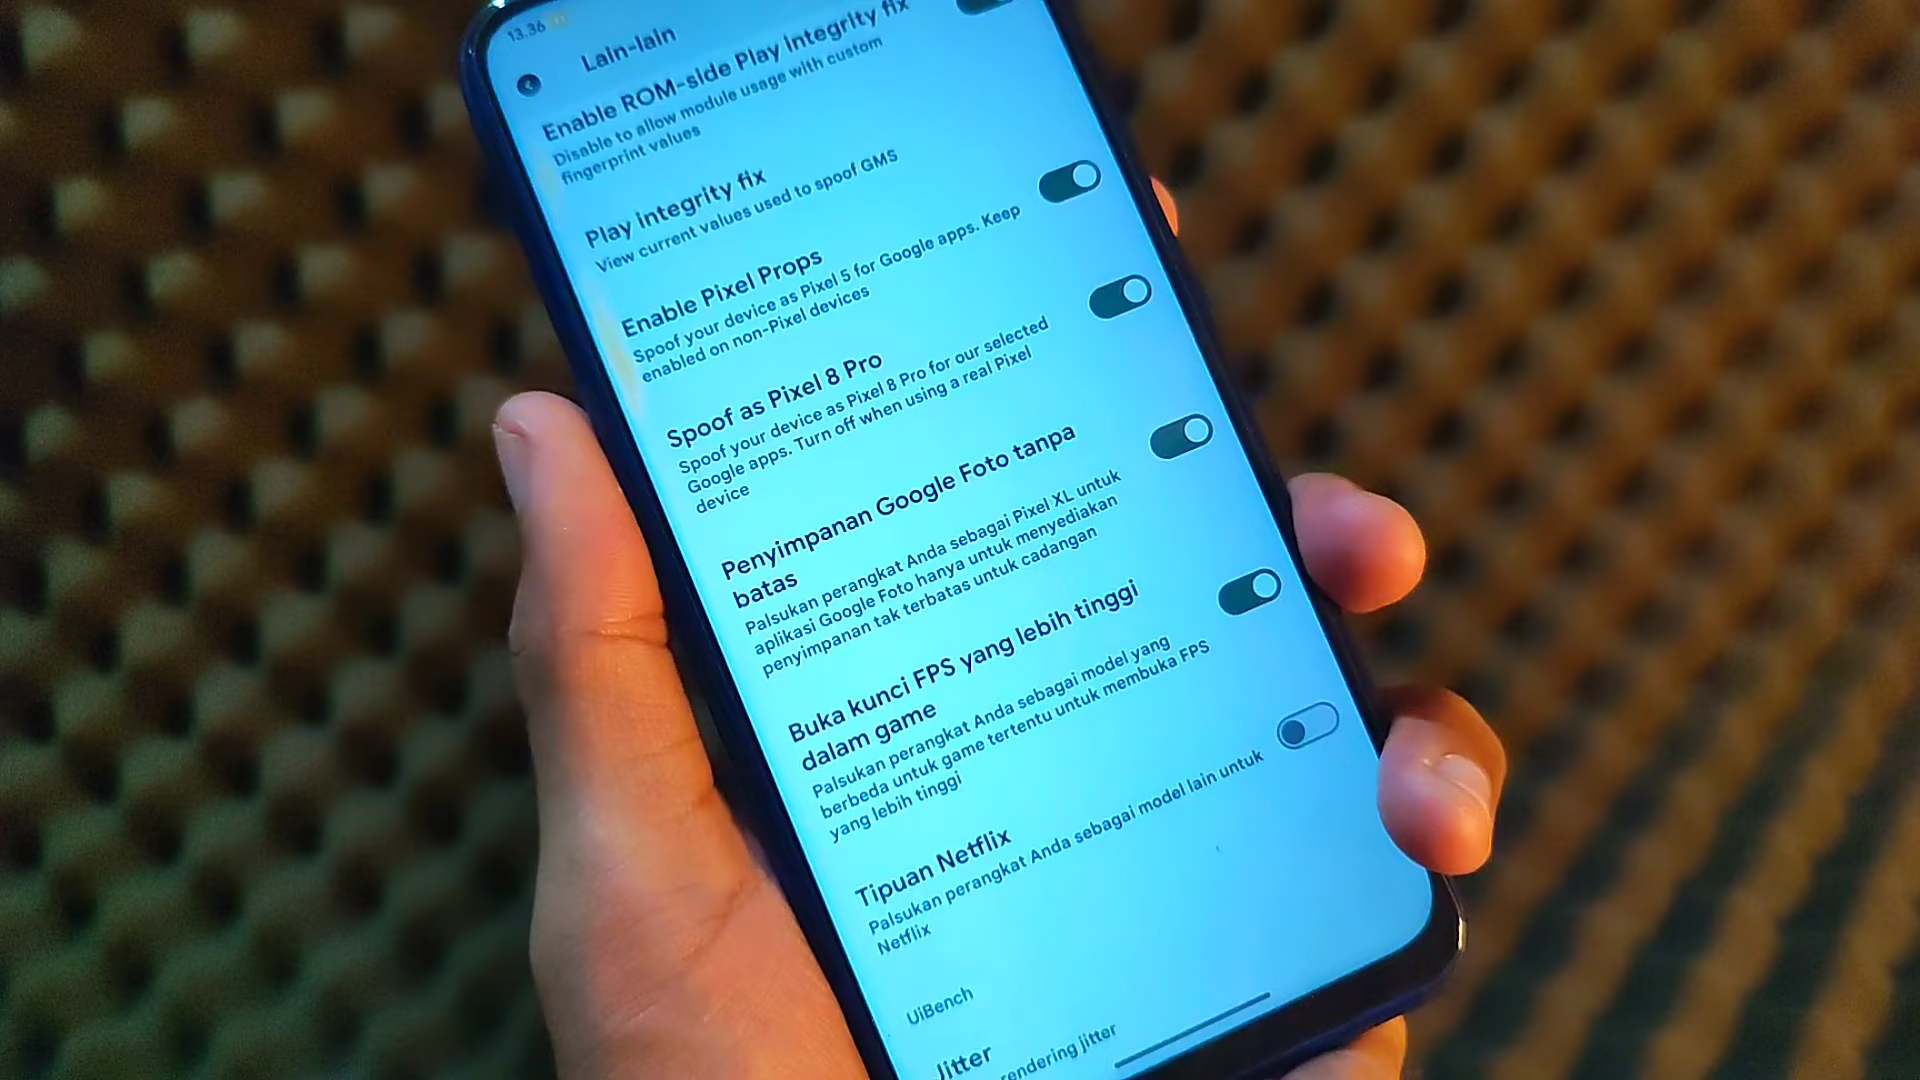 13.36
Lain-lain
Enable ROM-side Play Integrity fix
Disable to allow module usage with custom
fingerprint values
Play integrity fix
View current values used to spoof GMS
Enable Pixel Props
Spoof your device as Pixel 5 for Google apps. Keep
enabled on non-Pixel devices
Spoof as Pixel 8 Pro
Spoof your device as Pixel 8 Pro for our selected
Google apps. Turn off when using a real Pixel
device
Penyimpanan Google Foto tanpa
batas
Palsukan perangkat Anda sebagai Pixel XL untuk
aplikasi Google Foto hanya untuk menyediakan
penyimpanan tak terbatas untuk cadangan
Buka kunci FPS yang lebih tinggi
dalam game
Palsukan perangkat Anda sebagai model yang
berbeda untuk game tertentu untuk membuka FPS
yang lebih tinggi
Tipuan Netflix
Palsukan perangkat Anda sebagai model lain untuk
Netflix
UiBench
Jitter
rendering jitter